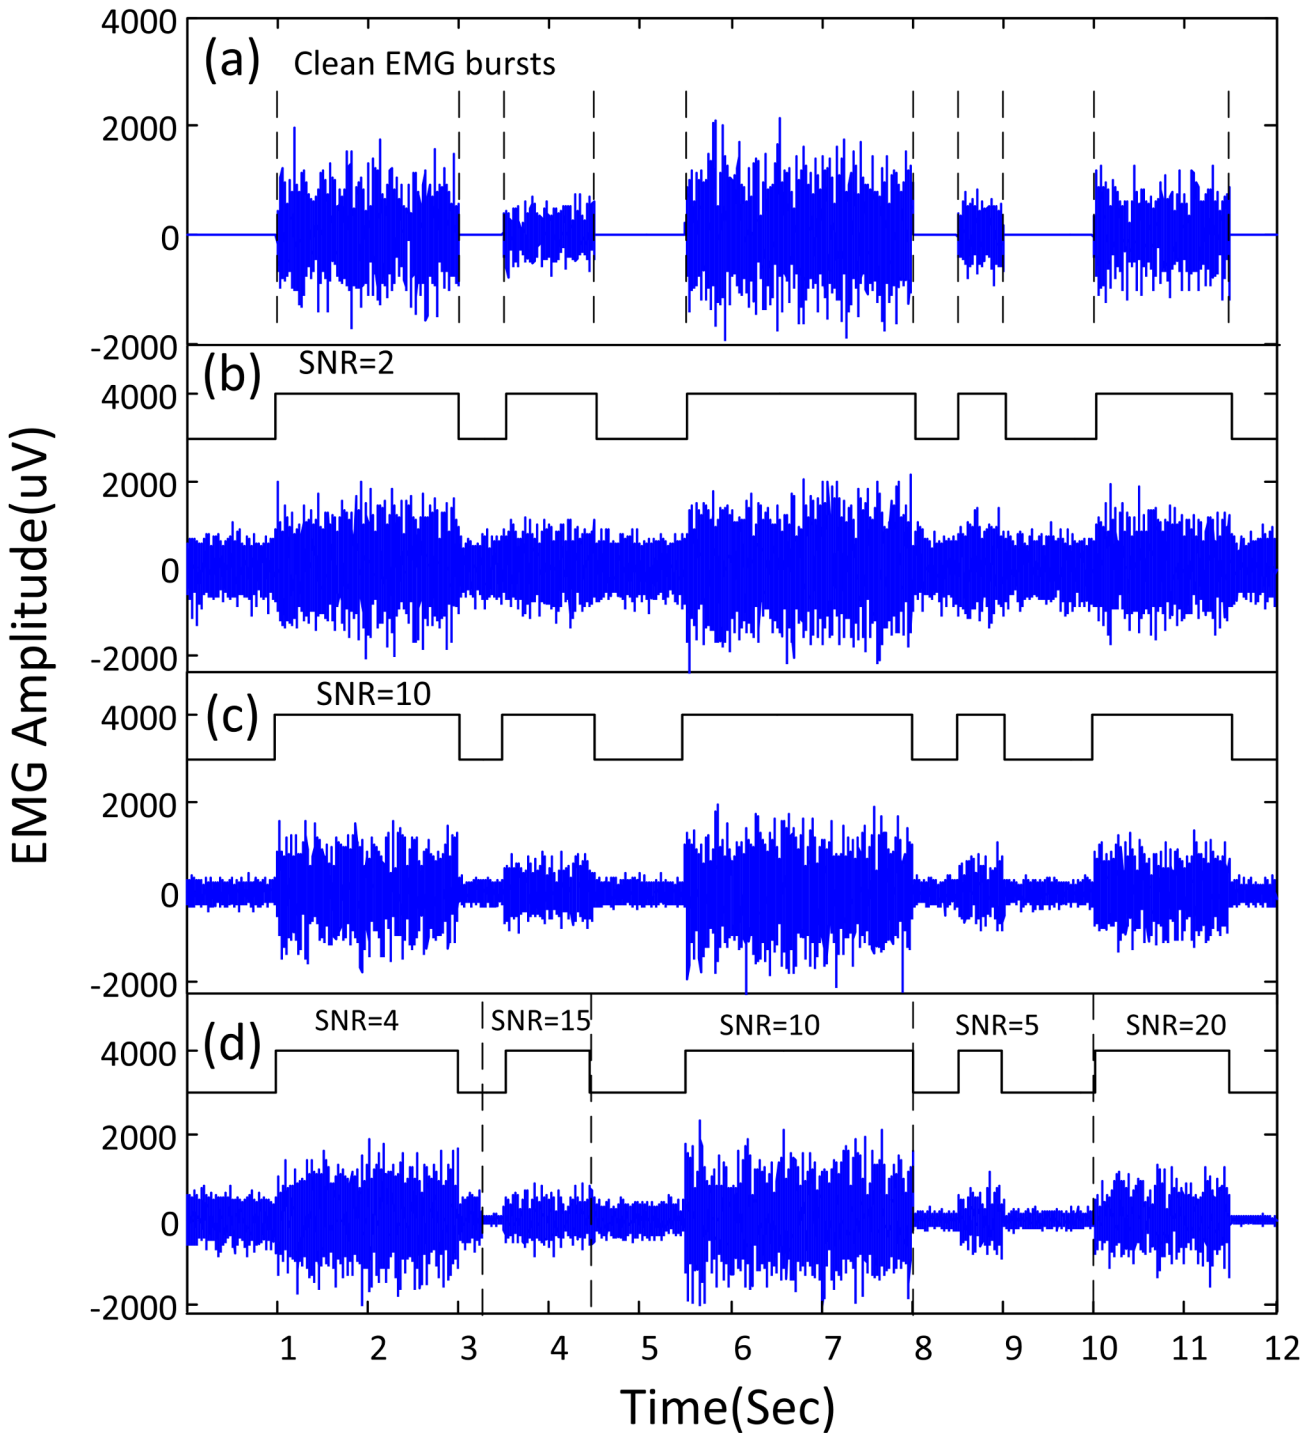 4000
(a)
Clean EMG bursts
2000
0
-2000
(b)
SNR=2
4000
2000
0
-2000
(c)
SNR=10
4000
2000
0
-2000
(d)
SNR=4
SNR=15
SNR=10
SNR=5
SNR=20
4000
2000
0
-2000
1 2 3 4 5 6 7 8 9 10 11 12
Time(Sec)
EMG Amplitude(uV)